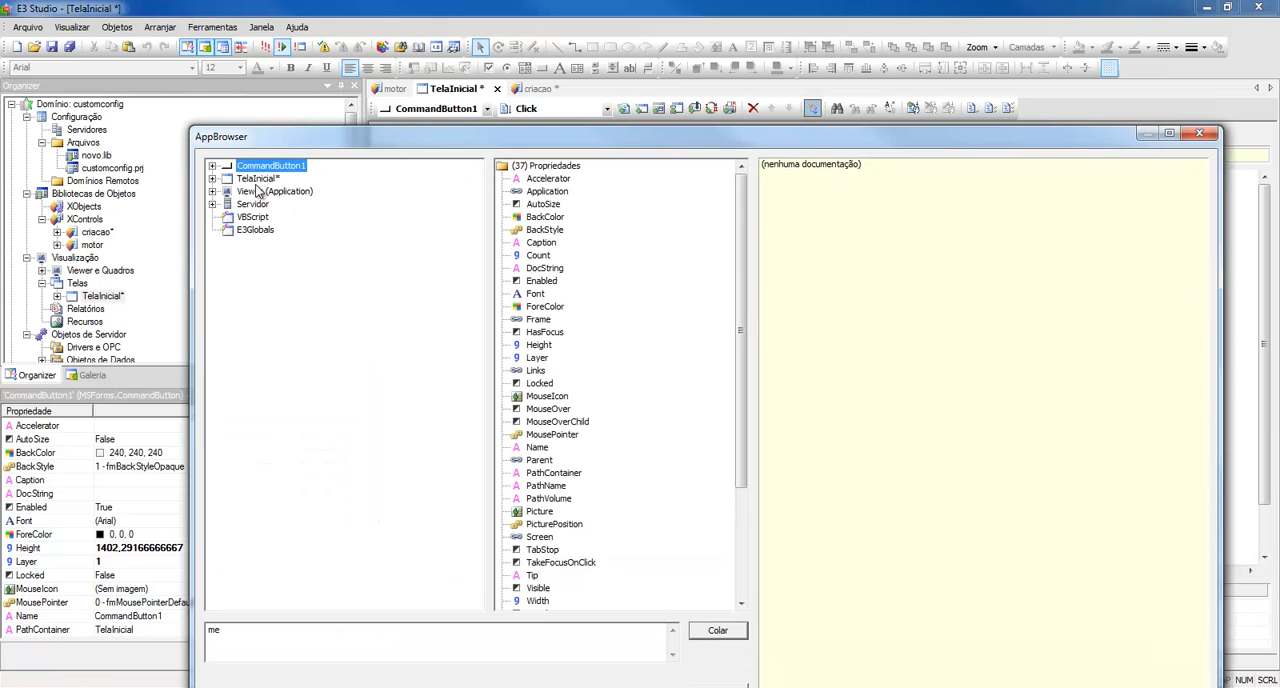 E3 Studio - [TelaInicial *]
Arquivo Visualizar Objetos Arranjar Ferramentas Janela Ajuda
Zoom Camadas
Arial 12 A B I U
Organizer
motor TelaInicial * criacao *
CommandButton1 Click
Domínio: customconfig
Configuração
Servidores
Arquivos
novo.lib
customconfig.prj
Domínios Remotos
Bibliotecas de Objetos
XObjects
XControls
criacao*
motor
Visualização
Viewer e Quadros
Telas
TelaInicial*
Relatórios
Recursos
Objetos de Servidor
Drivers e OPC
Objetos de Dados
Organizer Galeria
'CommandButton1' (MSForms.CommandButton)
Propriedade
Accelerator
AutoSize False
BackColor 240, 240, 240
BackStyle 1 - fmBackStyleOpaque
Caption
DocString
Enabled True
Font (Arial)
ForeColor 0, 0, 0
Height 1402,29166666667
Layer 1
Locked False
MouseIcon (Sem imagem)
MousePointer 0 - fmMousePointerDefau
Name CommandButton1
PathContainer TelaInicial
AppBrowser
CommandButton1
TelaInicial*
(Application)
Servidor
VBScript
E3Globals
(37) Propriedades
Accelerator
Application
AutoSize
BackColor
BackStyle
Caption
Count
DocString
Enabled
Font
ForeColor
Frame
HasFocus
Height
Layer
Links
Locked
MouseIcon
MouseOver
MouseOverChild
MousePointer
Name
Parent
PathContainer
PathName
PathVolume
Picture
PicturePosition
Screen
TabStop
TakeFocusOnClick
Tip
Visible
Width
(nenhuma documentação)
me
Colar
NUM SCRL